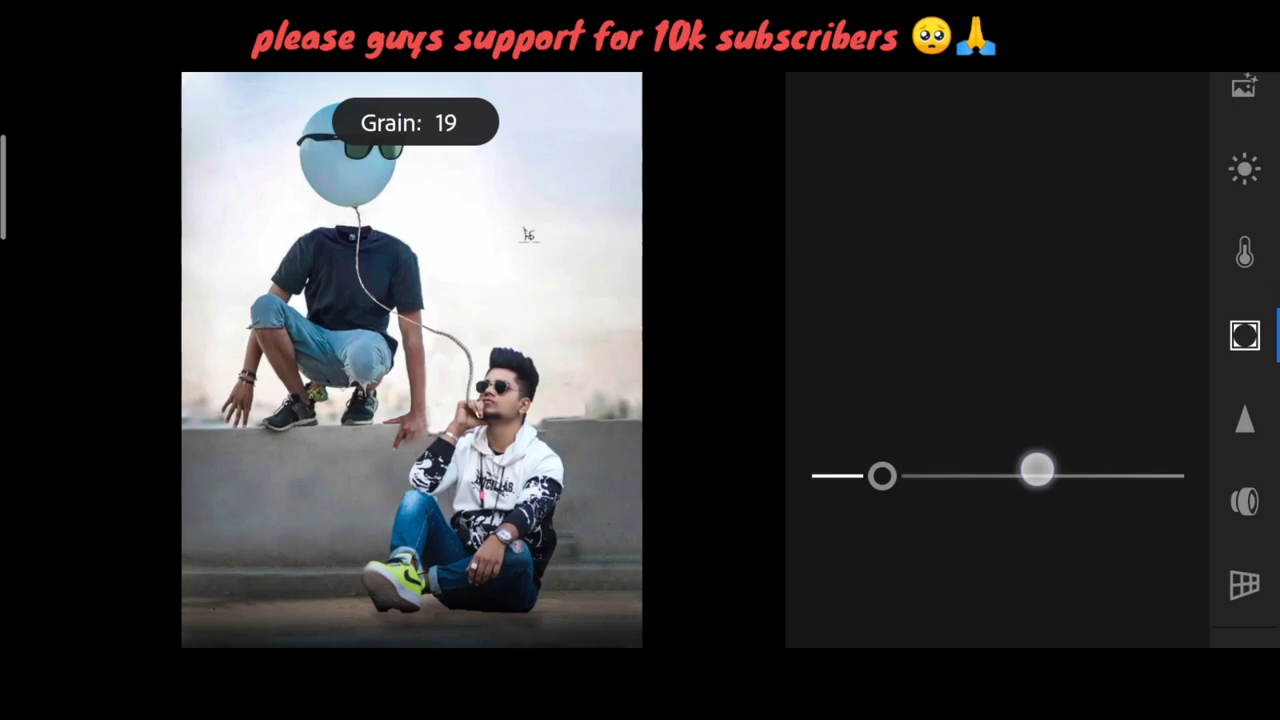 please guys support for 10k subscribers 🥺🙏
Grain: 19